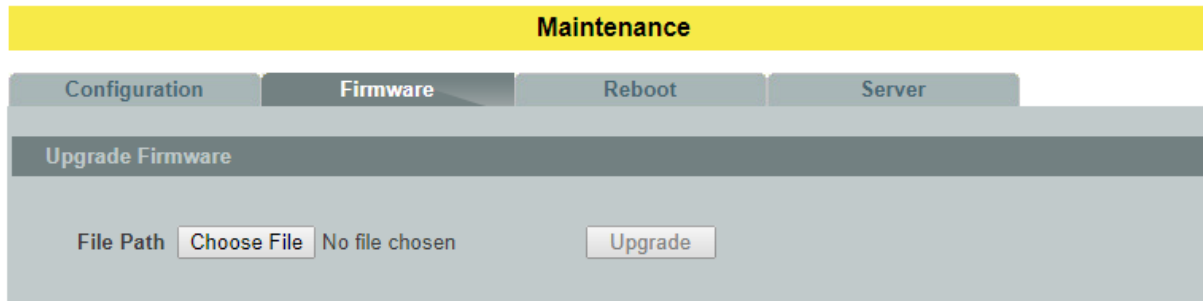 Maintenance
Configuration Firmware Reboot Server
Upgrade Firmware
File Path Choose File No file chosen Upgrade